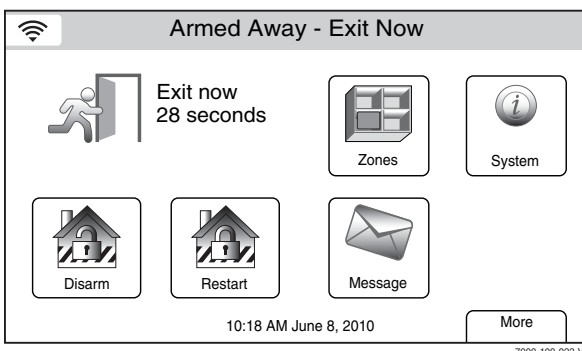 Armed Away - Exit Now
Exit now
28 seconds
Zones
System
Disarm
Restart
Message
10:18 AM June 8, 2010
More